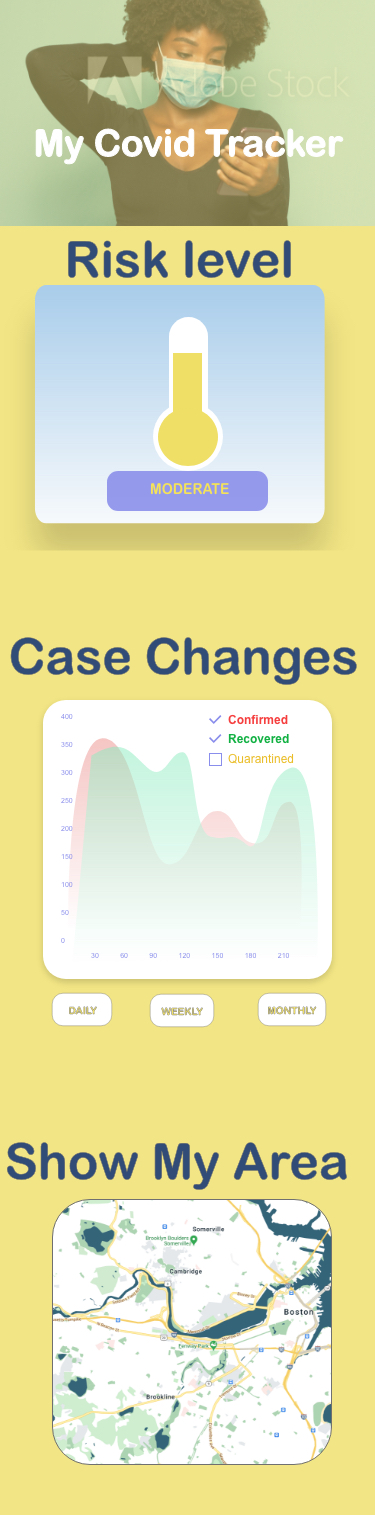 Adobe Stock
My Covid Tracker
Risk level
MODERATE
Case Changes
400
350
300
250
200
150
100
50
0
Confirmed
Recovered
Quarantined
30 60 90 120 150 180 210
DAILY WEEKLY MONTHLY
Show My Area
Somerville
Brooklyn Boulders
Somerville
Cambridge
Boston
Fenway Park
Brookline